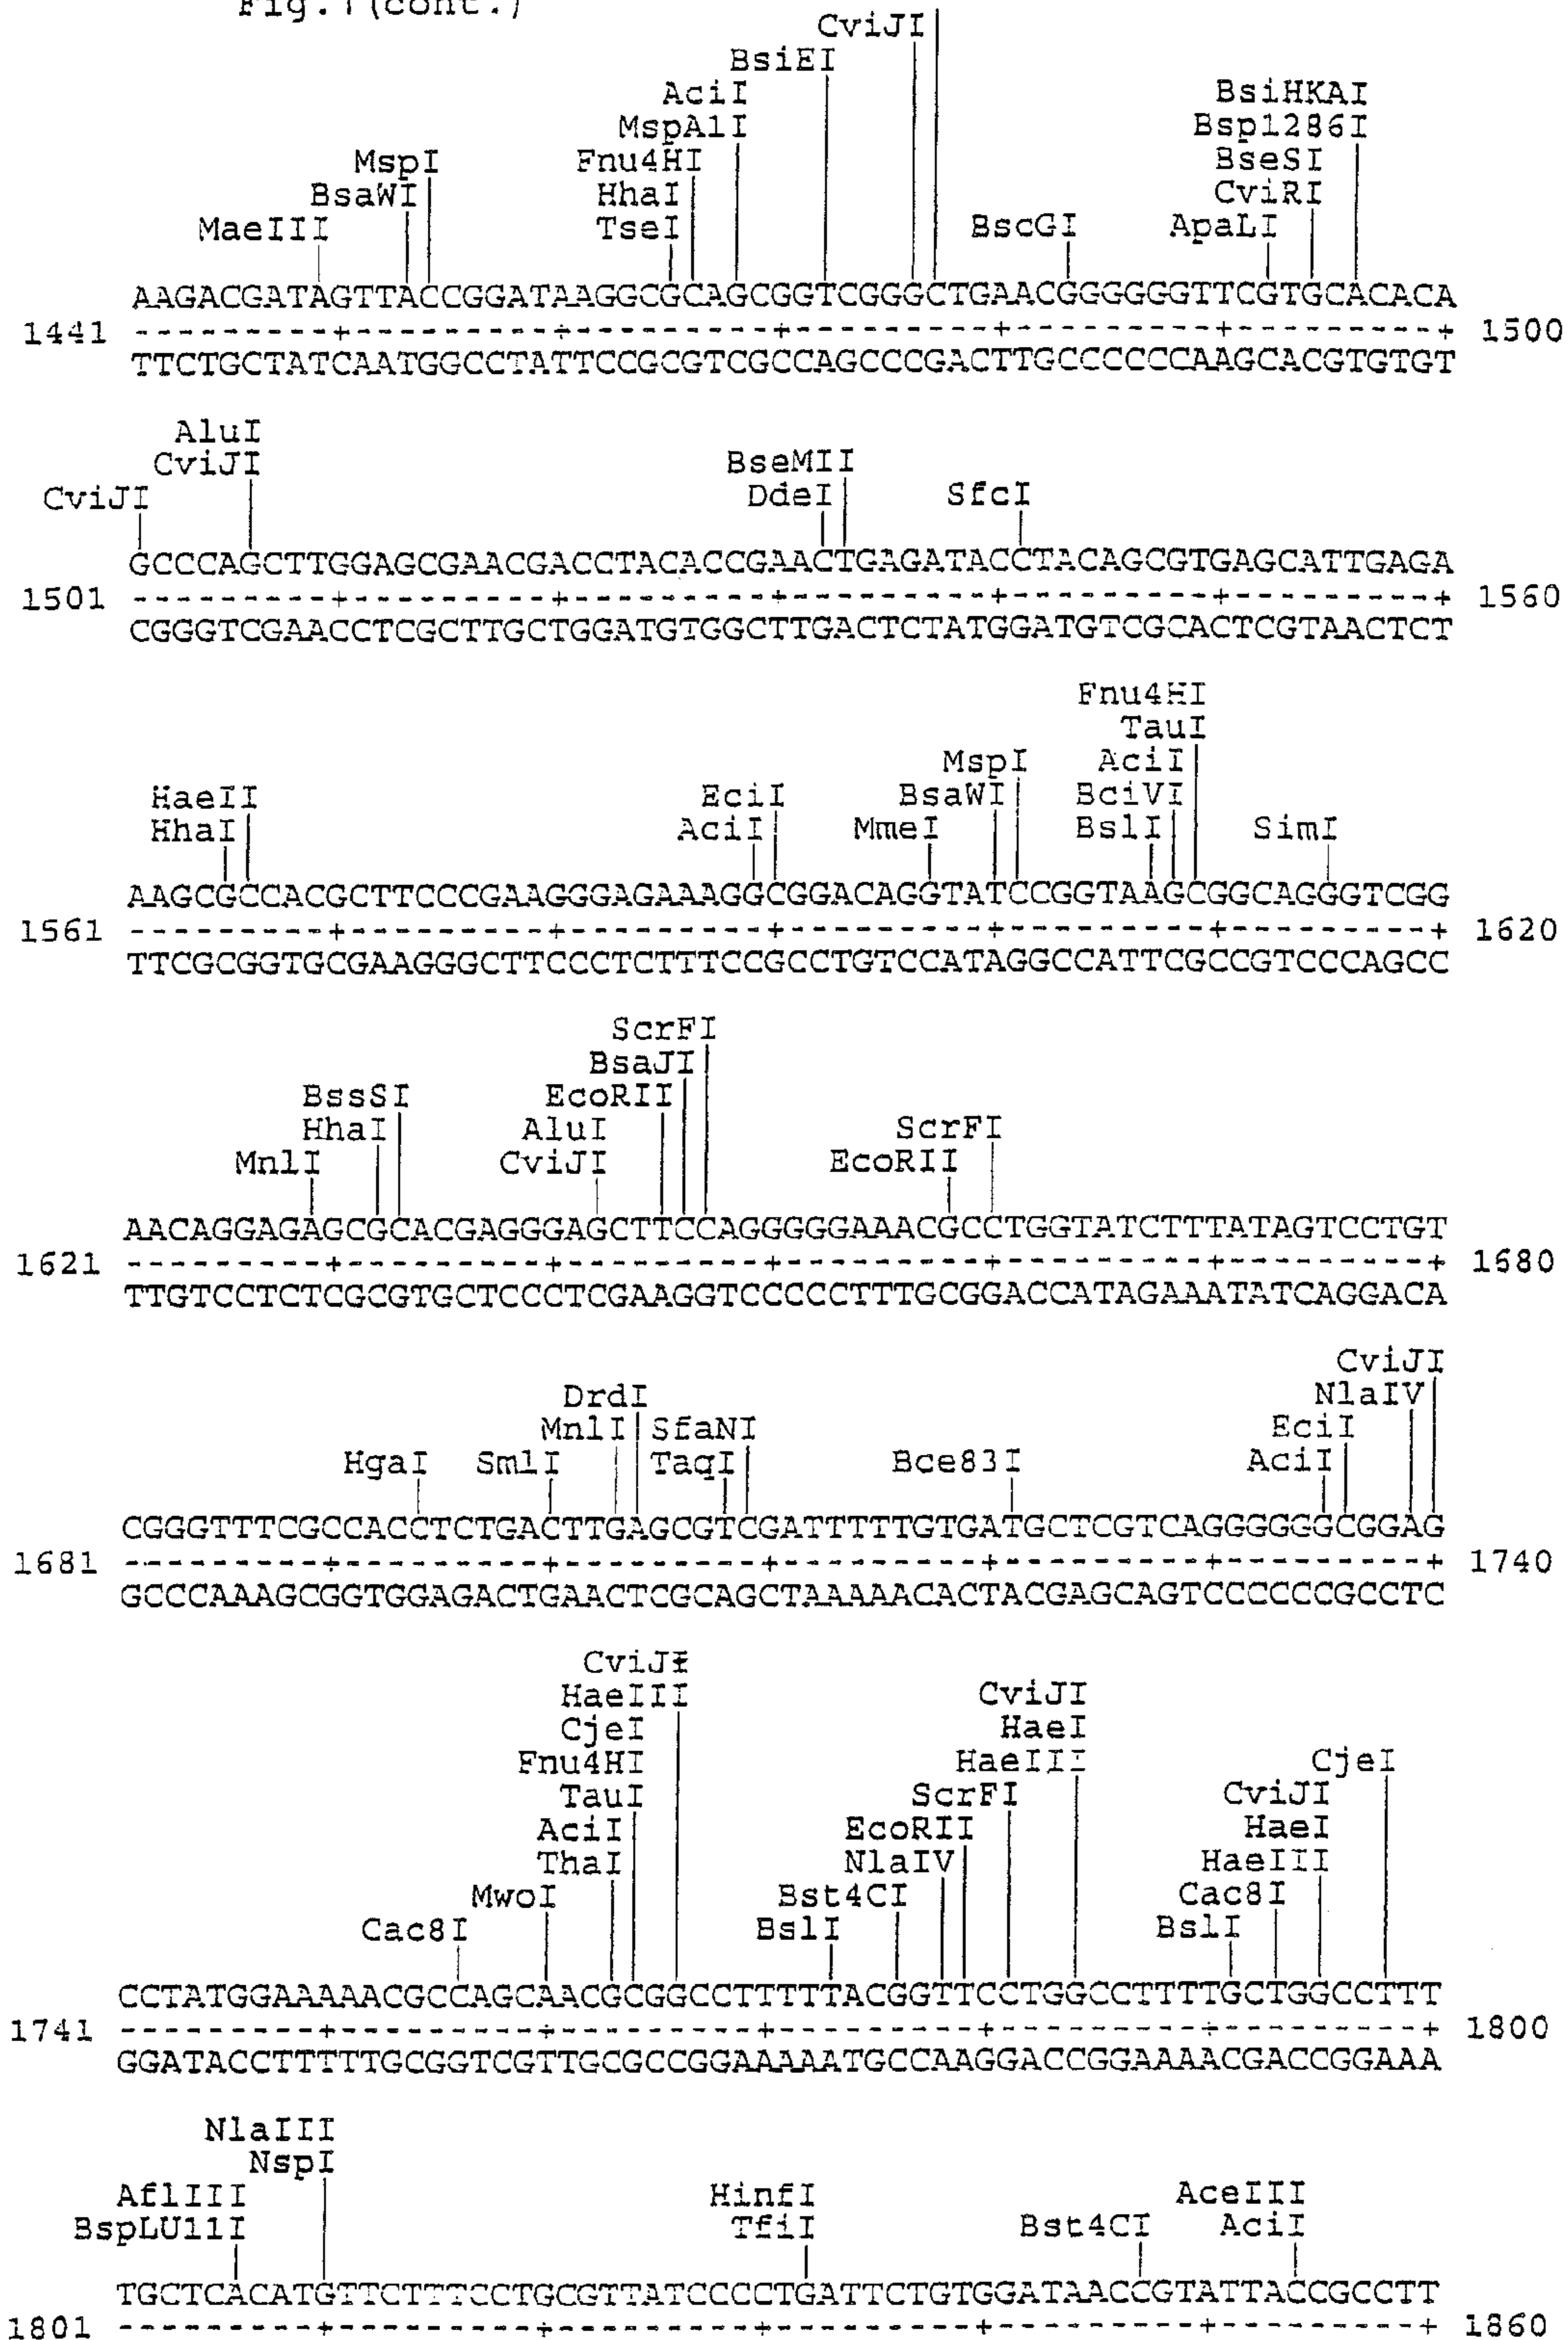 Fig.1(cont.)
CviJI
BsiEI
AciI BsiHKAI
MspA1I Bsp1286I
MspI Fnu4HI BseSI
BsaWI HhaI CviRI
MaeIII TseI BscGI ApaLI
AAGACGATAGTTACCGGATAAGGCGCAGCGGTCGGGCTGAACGGGGGGTTCGTGCACACA
1441 ---------+---------+---------+---------+---------+---------+ 1500
TTCTGCTATCAATGGCCTATTCCGCGTCGCCAGCCCGACTTGCCCCCCAAGCACGTGTGT
AluI
CviJI BseMII
CviJI DdeI SfcI
GCCCAGCTTGGAGCGAACGACCTACACCGAACTGAGATACCTACAGCGTGAGCATTGAGA
1501 ---------+---------+---------+---------+---------+---------+ 1560
CGGGTCGAACCTCGCTTGCTGGATGTGGCTTGACTCTATGGATGTCGCACTCGTAACTCT
Fnu4HI
TauI
MspI AciI
HaeII EciI BsaWI BciVI
HhaI AciI MmeI BslI SimI
AAGCGCCACGCTTCCCGAAGGGAGAAAGGCGGACAGGTATCCGGTAAGCGGCAGGGTCGG
1561 ---------+---------+---------+---------+---------+---------+ 1620
TTCGCGGTGCGAAGGGCTTCCCTCTTTCCGCCTGTCCATAGGCCATTCGCCGTCCCAGCC
ScrFI
BsaJI
BssSI EcoRII
HhaI AluI ScrFI
MnlI CviJI EcoRII
AACAGGAGAGCGCACGAGGGAGCTTCCAGGGGGAAACGCCTGGTATCTTTATAGTCCTGT
1621 ---------+---------+---------+---------+---------+---------+ 1680
TTGTCCTCTCGCGTGCTCCCTCGAAGGTCCCCCTTTGCGGACCATAGAAATATCAGGACA
CviJI
DrdI NlaIV
MnlI SfaNI EciI
HgaI SmlI TaqI Bce83I AciI
CGGGTTTCGCCACCTCTGACTTGAGCGTCGATTTTTGTGATGCTCGTCAGGGGGGCGGAG
1681 ---------+---------+---------+---------+---------+---------+ 1740
GCCCAAAGCGGTGGAGACTGAACTCGCAGCTAAAAACACTACGAGCAGTCCCCCCGCCTC
CviJI
HaeIII CviJI
CjeI HaeI
Fnu4HI HaeIII CjeI
TauI ScrFI CviJI
AciI EcoRII HaeI
ThaI NlaIV HaeIII
MwoI Bst4CI Cac8I
Cac8I BslI BslI
CCTATGGAAAAACGCCAGCAACGCGGCCTTTTTACGGTTCCTGGCCTTTTGCTGGCCTTT
1741 ---------+---------+---------+---------+---------+---------+ 1800
GGATACCTTTTTGCGGTCGTTGCGCCGGAAAAATGCCAAGGACCGGAAAACGACCGGAAA
NlaIII
NspI
AflIII HinfI AceIII
BspLU11I TfiI Bst4CI AciI
TGCTCACATGTTCTTTCCTGCGTTATCCCCTGATTCTGTGGATAACCGTATTACCGCCTT
1801 ---------+---------+---------+---------+---------+---------+ 1860